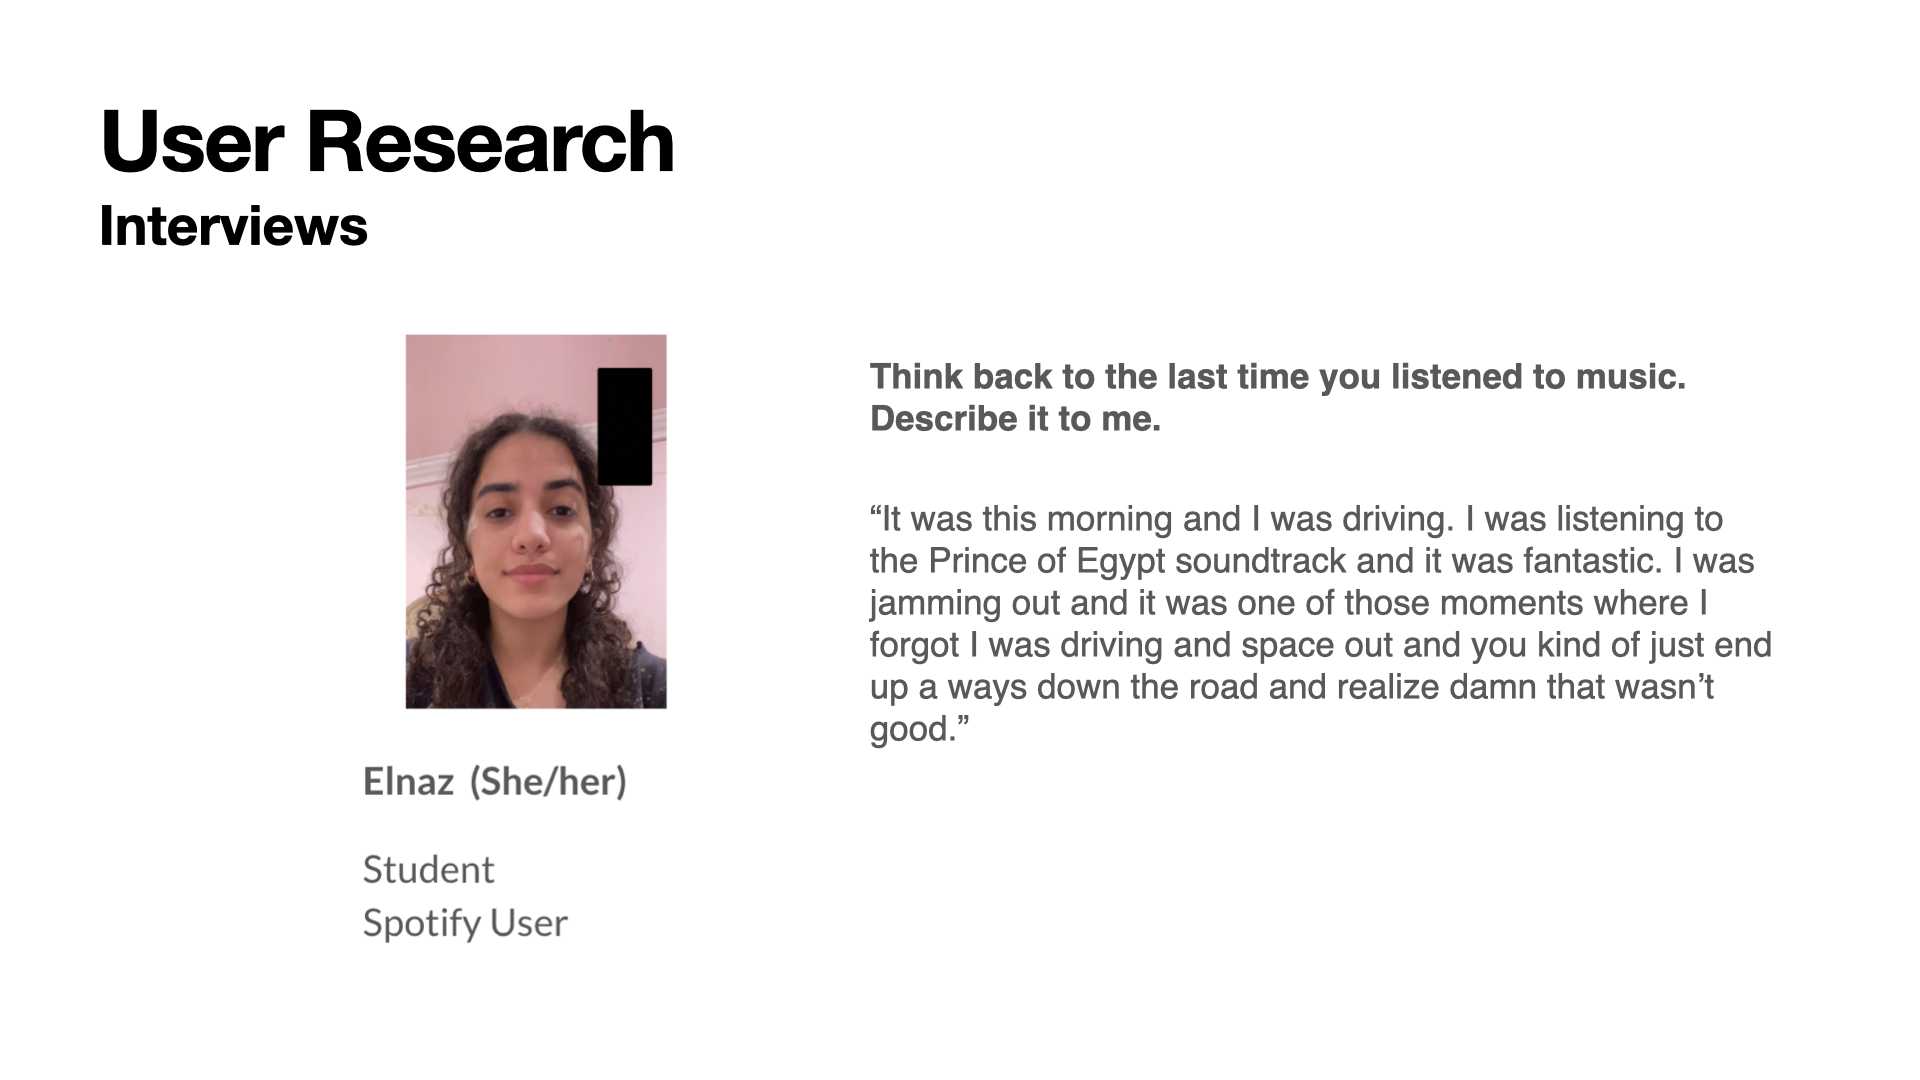 User Research
Interviews
Think back to the last time you listened to music.
Describe it to me.
“It was this morning and I was driving. I was listening to
the Prince of Egypt soundtrack and it was fantastic. I was
jamming out and it was one of those moments where I
forgot I was driving and space out and you kind of just end
up a ways down the road and realize damn that wasn’t
good.”
Elnaz (She/her)
Student
Spotify User